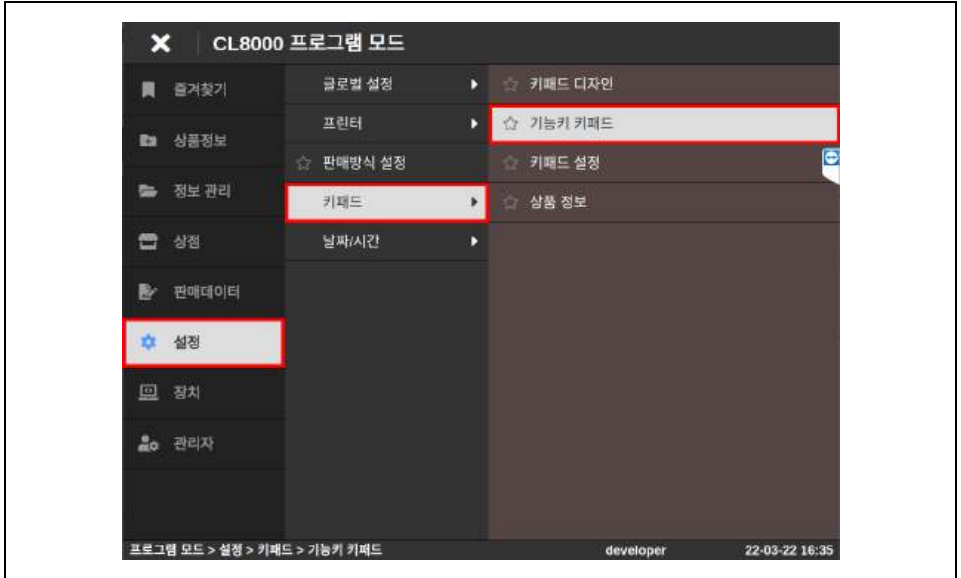 CL8000 프로그램 모드
즐겨찾기
상품정보
정보 관리
상점
판매데이터
설정
장치
관리자
글로벌 설정
프린터
판매방식 설정
키패드
날짜/시간
키패드 디자인
기능키 키패드
키패드 설정
상품 정보
프로그램 모드 > 설정 > 키패드 > 기능키 키패드
developer
22-03-22 16:35